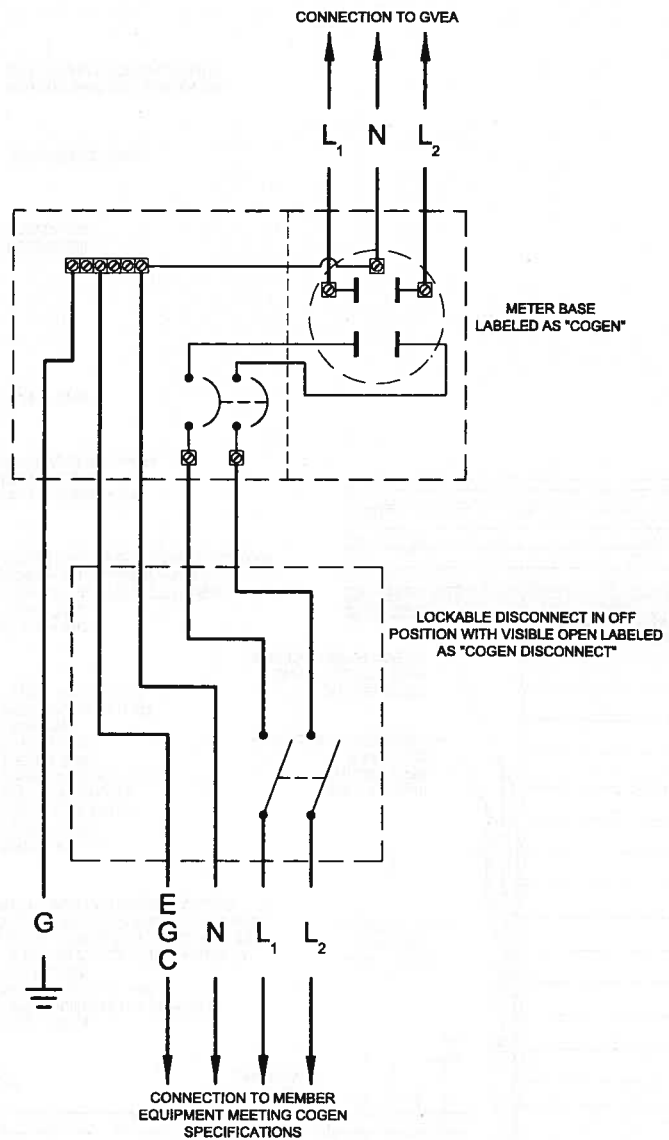 CONNECTION TO GVEA
L₁ N L₂
METER BASE
LABELED AS "COGEN"
LOCKABLE DISCONNECT IN OFF
POSITION WITH VISIBLE OPEN LABELED
AS "COGEN DISCONNECT"
G
EGC
N
L₁
L₂
CONNECTION TO MEMBER
EQUIPMENT MEETING COGEN
SPECIFICATIONS